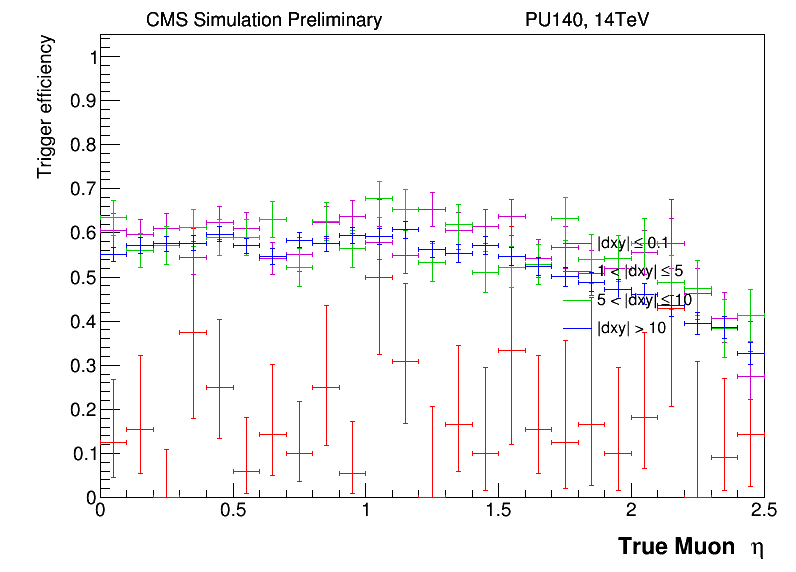 CMS Simulation Preliminary PU140, 14TeV
Trigger efficiency
1
0.9
0.8
0.7
0.6
0.5
0.4
0.3
0.2
0.1
0
|dxy| ≤ 0.1
1 < |dxy| ≤ 5
5 < |dxy| ≤ 10
|dxy| > 10
0 0.5 1 1.5 2 2.5
True Muon η